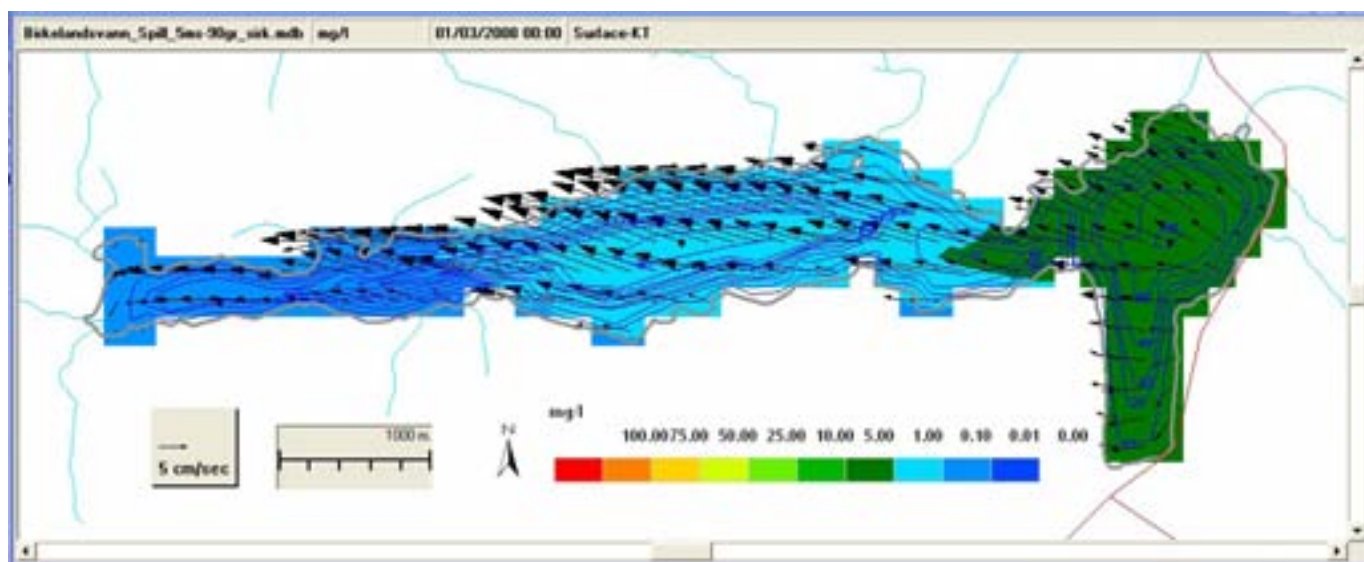 Birkelandsvann_Spill_5ms-90gr_sirk.mdb mg/l 01/03/2000 00:00 Surface-KT
N
mg/l
100.00 75.00 50.00 25.00 10.00 5.00 1.00 0.10 0.01 0.00
1000 m.
5 cm/sec